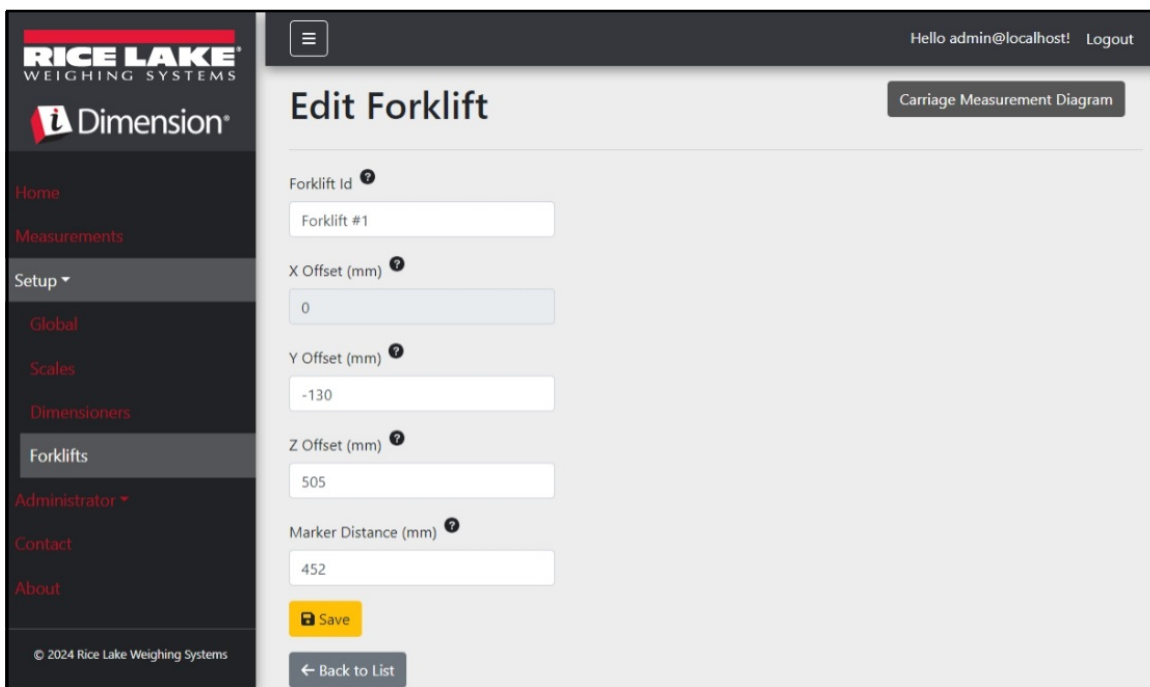 RICE LAKE®
WEIGHING SYSTEMS
i Dimension®
Home
Measurements
Setup
Global
Scales
Dimensioners
Forklifts
Administrator
Contact
About
© 2024 Rice Lake Weighing Systems
Hello admin@localhost! Logout
Edit Forklift
Carriage Measurement Diagram
Forklift Id ?
Forklift #1
X Offset (mm) ?
0
Y Offset (mm) ?
-130
Z Offset (mm) ?
505
Marker Distance (mm) ?
452
Save
← Back to List